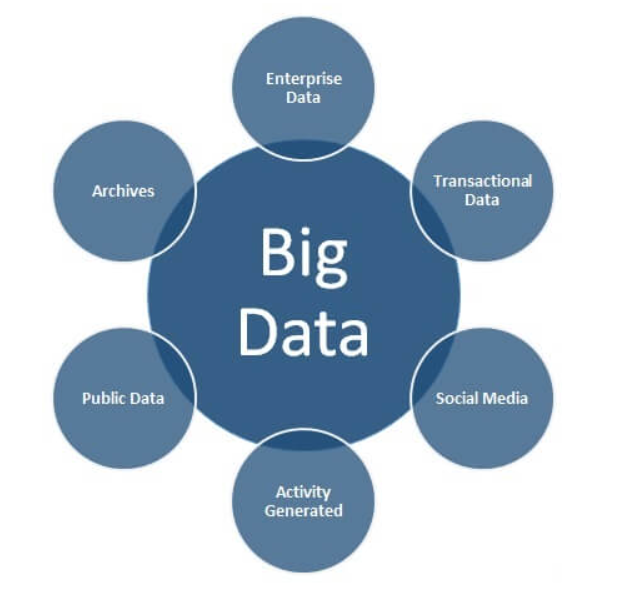 Enterprise
Data
Transactional
Data
Social Media
Activity
Generated
Public Data
Archives
Big
Data